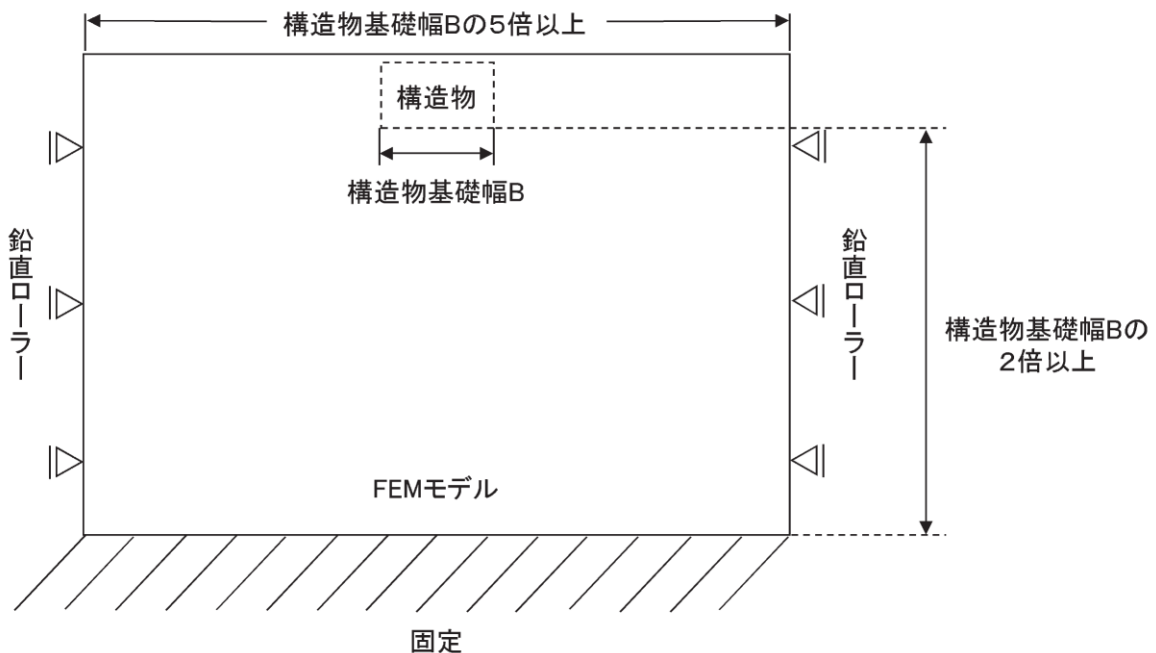 構造物基礎幅Bの5倍以上
構造物
構造物基礎幅B
鉛直ローラー
鉛直ローラー
構造物基礎幅Bの
2倍以上
FEMモデル
固定